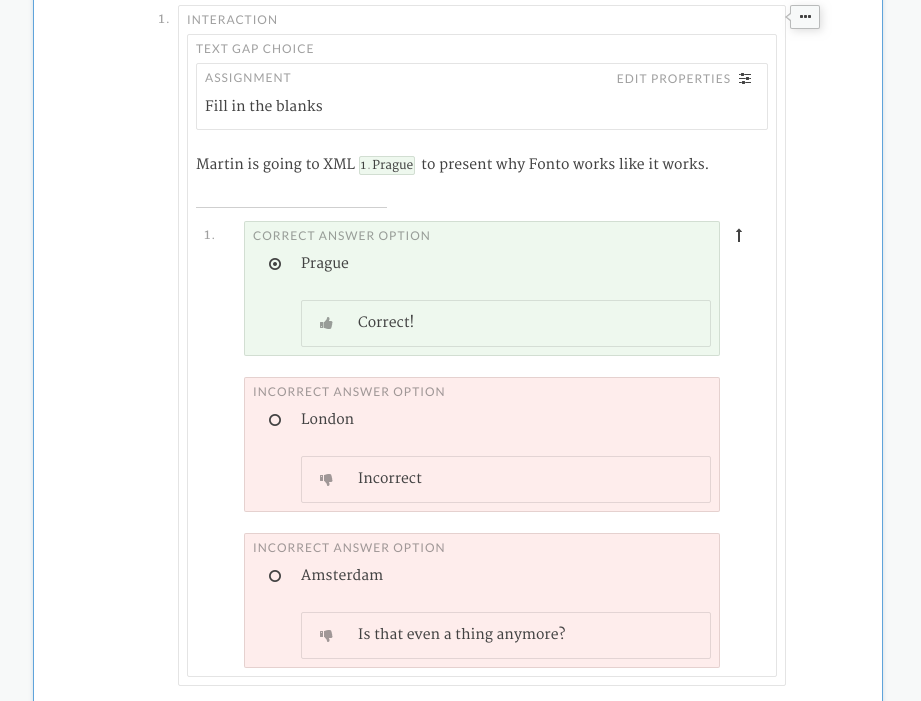 1. INTERACTION
TEXT GAP CHOICE
ASSIGNMENT EDIT PROPERTIES
Fill in the blanks
Martin is going to XML 1. Prague to present why Fonto works like it works.
1. CORRECT ANSWER OPTION
Prague
Correct!
INCORRECT ANSWER OPTION
London
Incorrect
INCORRECT ANSWER OPTION
Amsterdam
Is that even a thing anymore?